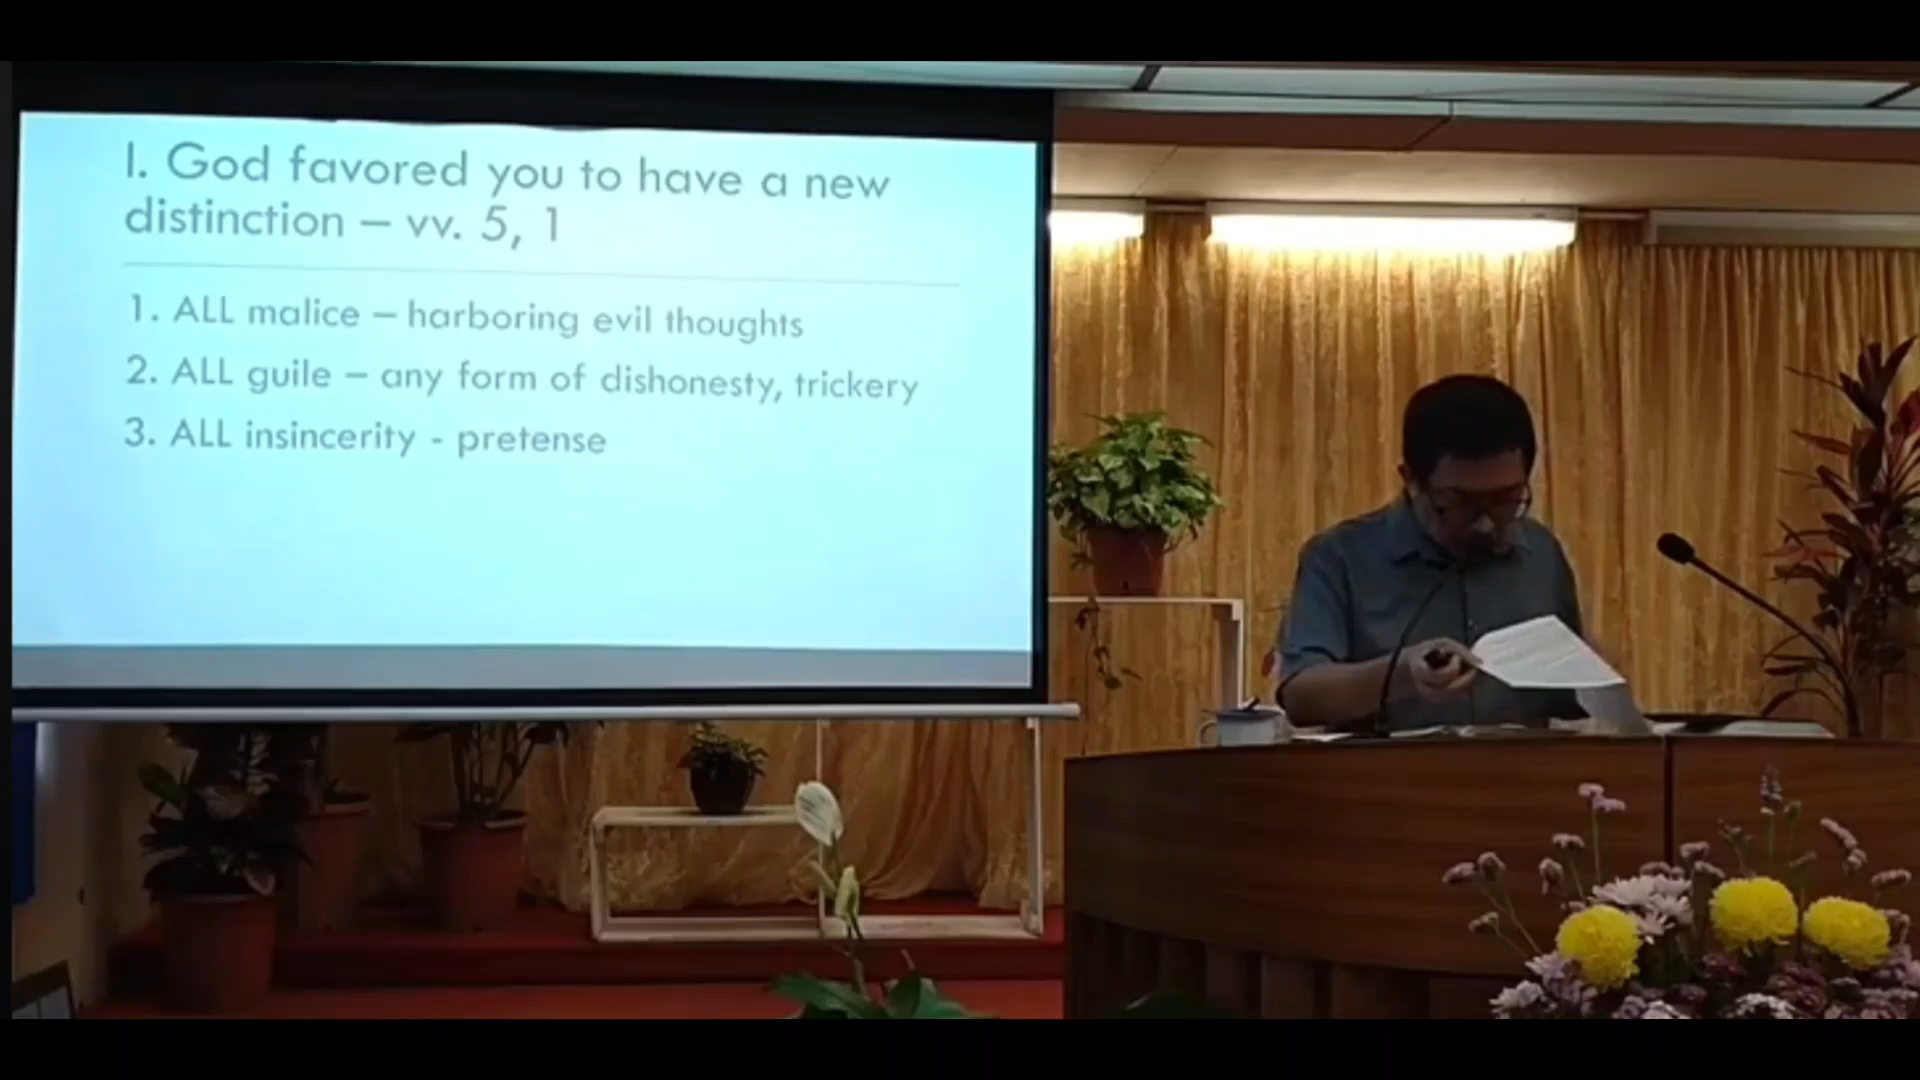 I. God favored you to have a new
distinction – vv. 5, 1
1. ALL malice – harboring evil thoughts
2. ALL guile – any form of dishonesty, trickery
3. ALL insincerity - pretense